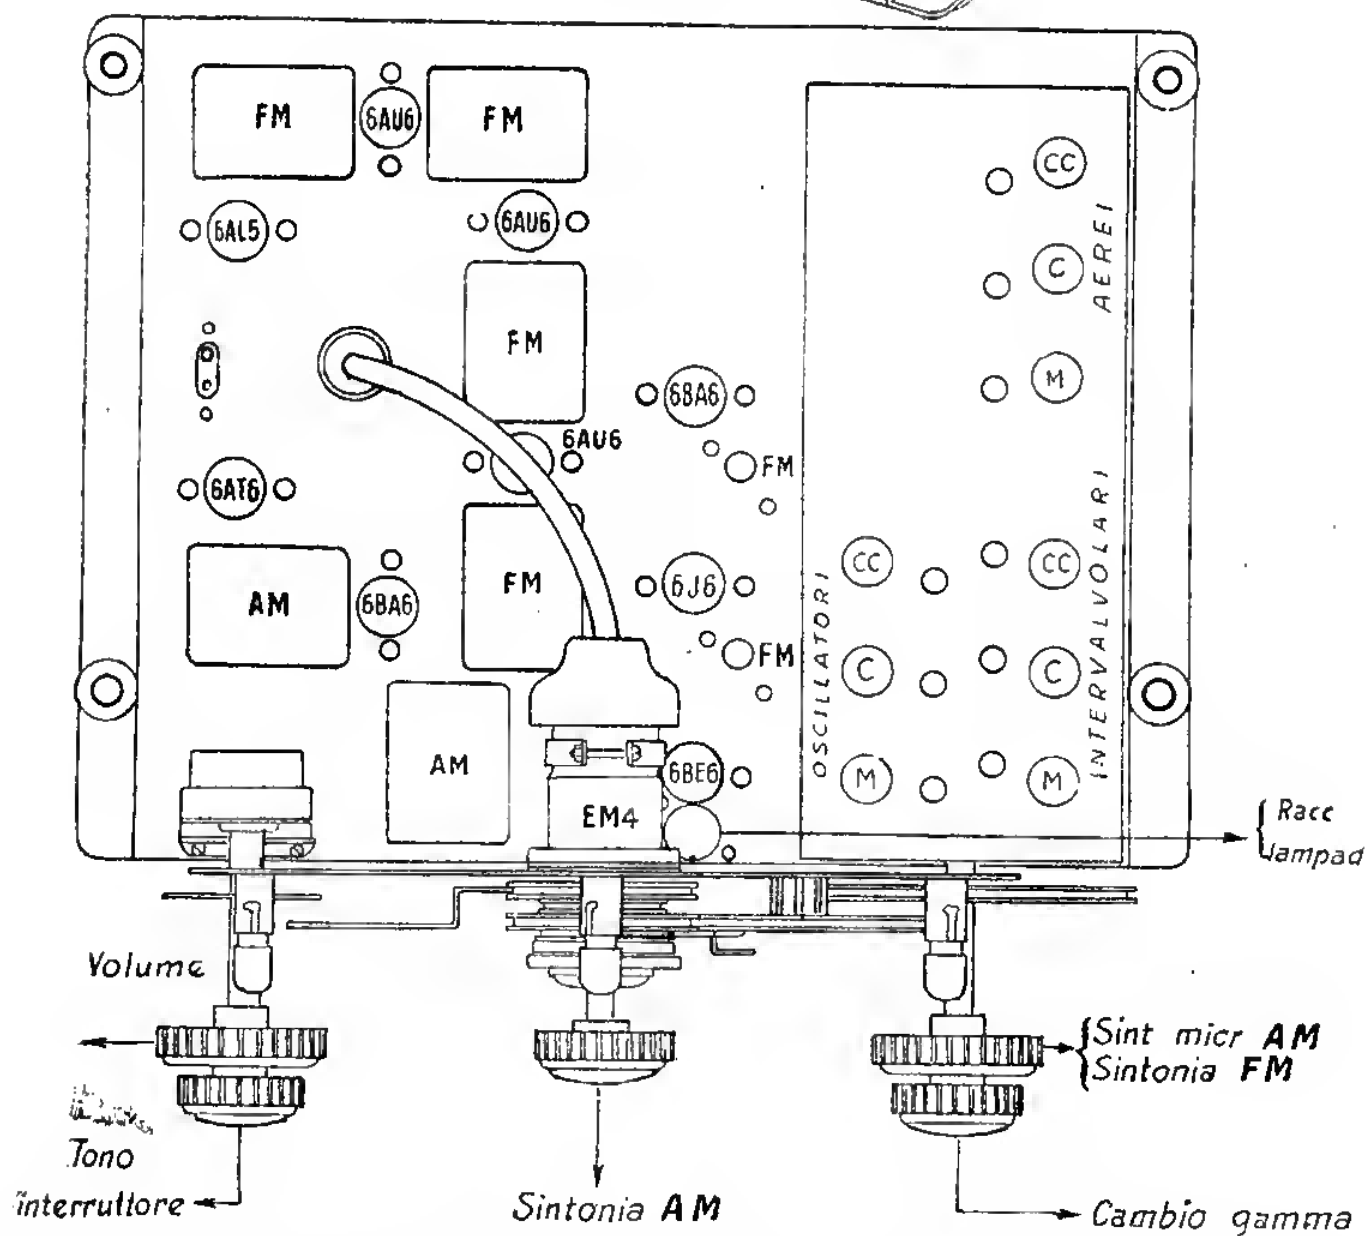 FM 6AU6 FM
CC
6AL5 6AU6
AEREI
C
FM
6BA6
M
6AU6
FM
6AT6
INTERVALVOLARI
OSCILLATORI
CC CC
AM 6BA6 FM 6J6
FM
C C
AM
6BE6
M M
EM4
Racc
lampad
Volume
Sint micr AM
Sintonia FM
Tono
interruttore
Sintonia AM
Cambio gamma